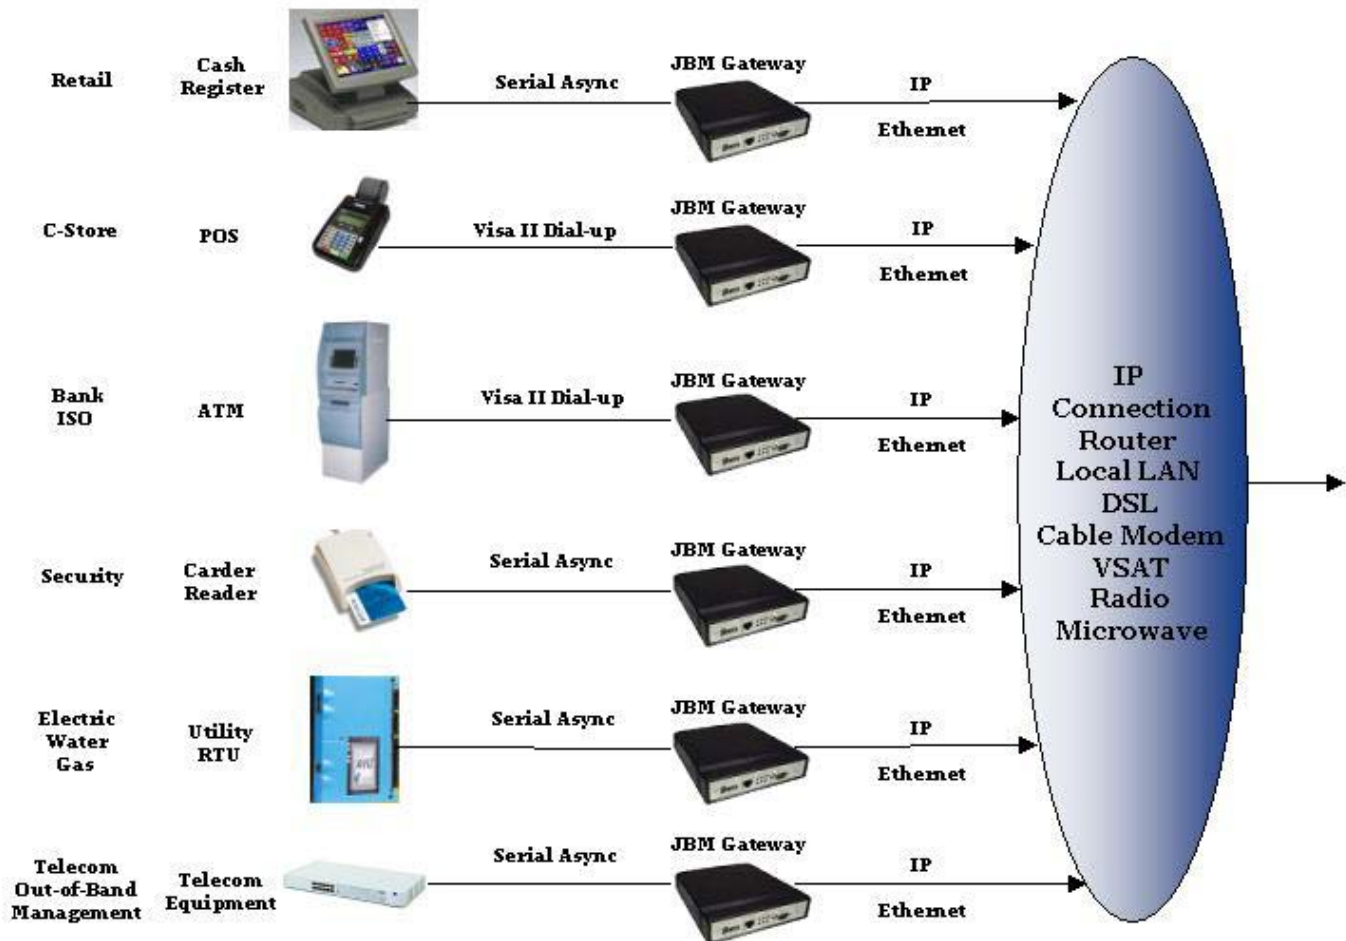 Retail
Cash
Register
Serial Async
JBM Gateway
IP
Ethernet
C-Store
POS
Visa II Dial-up
JBM Gateway
IP
Ethernet
Bank
ISO
ATM
Visa II Dial-up
JBM Gateway
IP
Ethernet
Security
Carder
Reader
Serial Async
JBM Gateway
IP
Ethernet
Electric
Water
Gas
Utility
RTU
Serial Async
JBM Gateway
IP
Ethernet
Telecom
Out-of-Band
Management
Telecom
Equipment
Serial Async
JBM Gateway
IP
Ethernet
IP
Connection
Router
Local LAN
DSL
Cable Modem
VSAT
Radio
Microwave